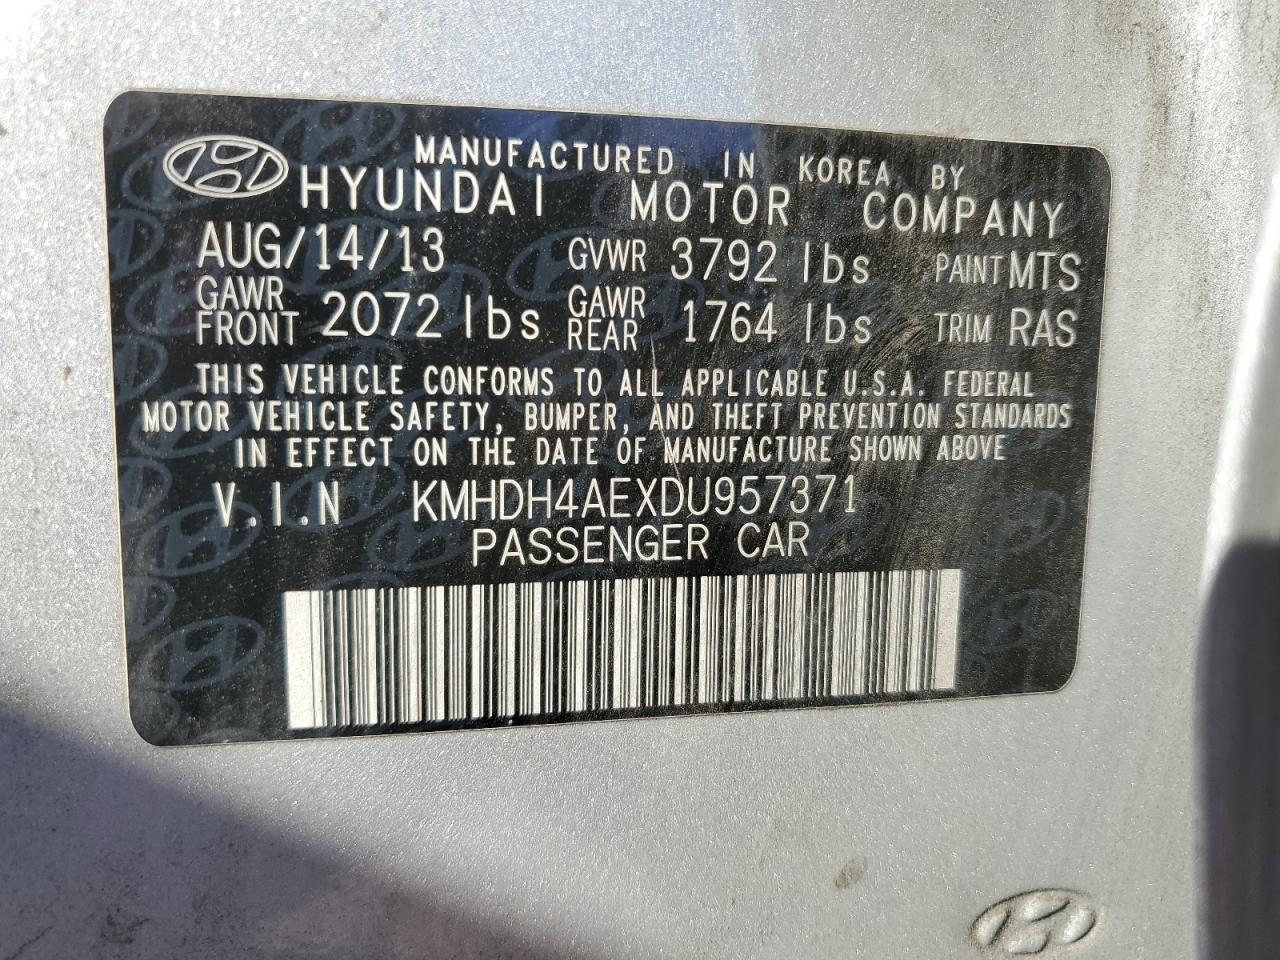 MANUFACTURED IN KOREA BY
HYUNDAI MOTOR COMPANY
AUG/14/13 GVWR 3792 lbs PAINT MTS
GAWR FRONT 2072 lbs GAWR REAR 1764 lbs TRIM RAS
THIS VEHICLE CONFORMS TO ALL APPLICABLE U.S.A. FEDERAL
MOTOR VEHICLE SAFETY, BUMPER, AND THEFT PREVENTION STANDARDS
IN EFFECT ON THE DATE OF MANUFACTURE SHOWN ABOVE
V.I.N KMHDH4AEXDU957371
PASSENGER CAR